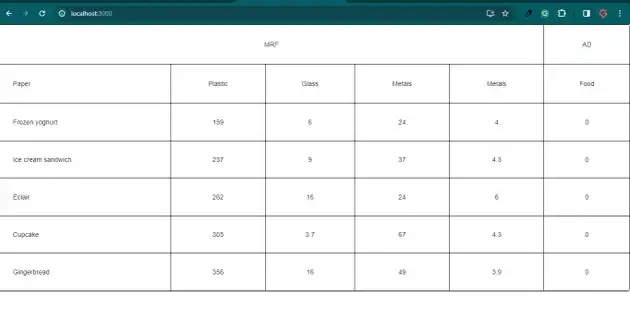 localhost:3000
MRF AD
Paper Plastic Glass Metals Metals Food
Frozen yoghurt 159 6 24 4 0
Ice cream sandwich 237 9 37 4.3 0
Eclair 262 16 24 6 0
Cupcake 305 3.7 67 4.3 0
Gingerbread 356 16 49 3.9 0